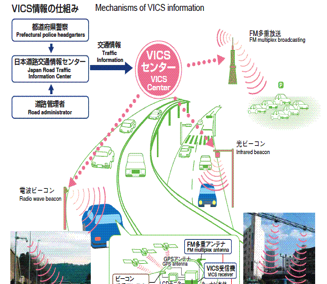 VICS情報の仕組み
Mechanisms of VICS information
都道府県警察
Prefectural police headquarters
日本道路交通情報センター
Japan Road Traffic
Information Center
道路管理者
Road administrator
交通情報
Traffic
Information
VICS
センター
VICS
Center
FM多重放送
FM multiplex broadcasting
P
光ビーコン
Infrared beacon
電波ビーコン
Radio wave beacon
FM多重アンテナ
FM multiplex antenna
GPSアンテナ
GPS antenna
VICS受信機
VICS receiver
ビーコン